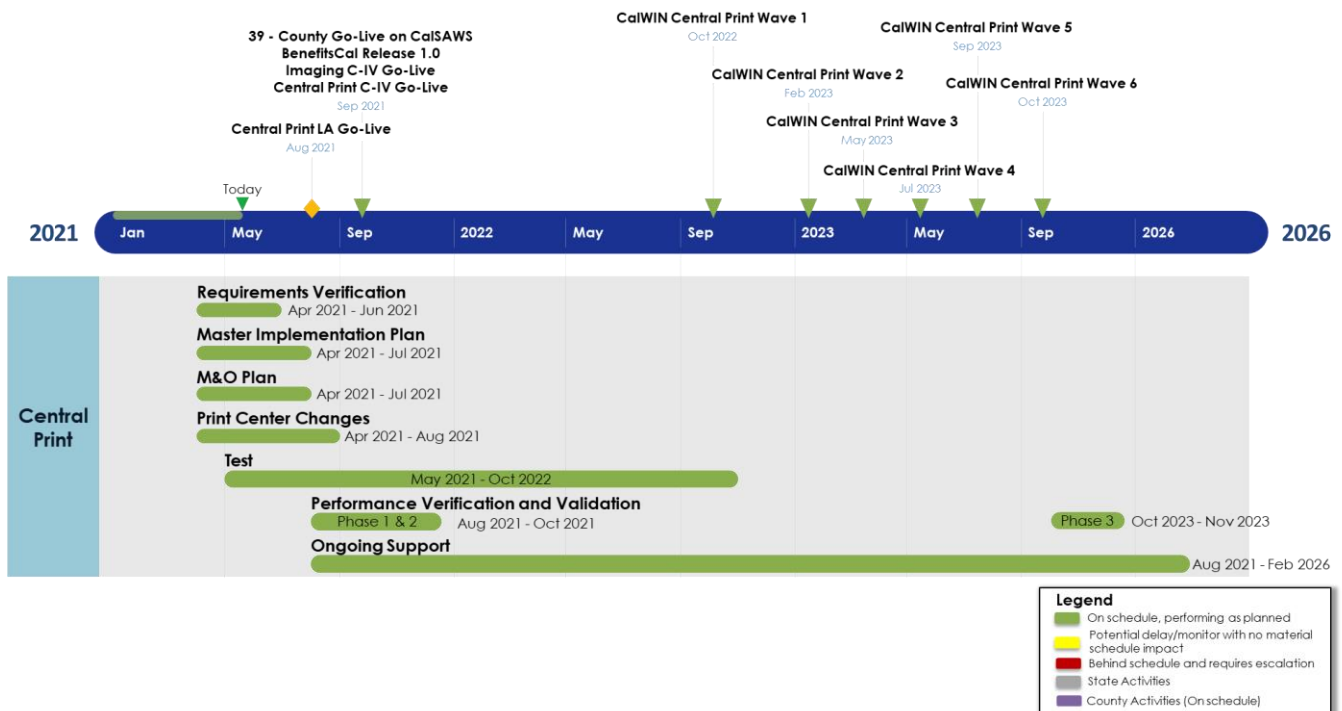 CalWIN Central Print Wave 1
Oct 2022
CalWIN Central Print Wave 5
Sep 2023
39 - County Go-Live on CalSAWS
BenefitsCal Release 1.0
Imaging C-IV Go-Live
Central Print C-IV Go-Live
Sep 2021
CalWIN Central Print Wave 2
Feb 2023
CalWIN Central Print Wave 6
Oct 2023
Central Print LA Go-Live
Aug 2021
CalWIN Central Print Wave 3
May 2023
CalWIN Central Print Wave 4
Jul 2023
Today
2021
Jan
May
Sep
2022
May
Sep
2023
May
Sep
2026
2026
Central
Print
Requirements Verification
Apr 2021 - Jun 2021
Master Implementation Plan
Apr 2021 - Jul 2021
M&O Plan
Apr 2021 - Jul 2021
Print Center Changes
Apr 2021 - Aug 2021
Test
May 2021 - Oct 2022
Performance Verification and Validation
Phase 1 & 2
Aug 2021 - Oct 2021
Phase 3
Oct 2023 - Nov 2023
Ongoing Support
Aug 2021 - Feb 2026
Legend
On schedule, performing as planned
Potential delay/monitor with no material
schedule impact
Behind schedule and requires escalation
State Activities
County Activities (On schedule)